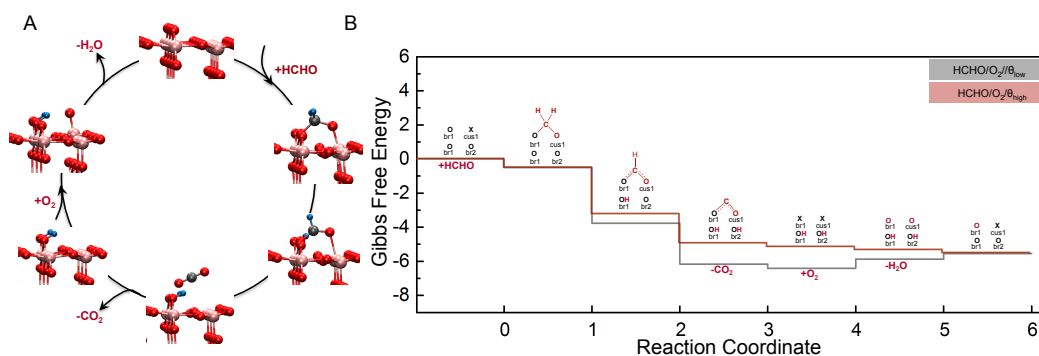 A
-H₂O
+HCHO
+O₂
-CO₂
B
Gibbs Free Energy
6
4
2
0
-2
-4
-6
-8
HCHO/O₂//θlow
HCHO/O₂/θhigh
O X
br1 cus1
O O
br1 br2
+HCHO
H H
C
O O
br1 cus1
O O
br1 br2
H
C
O O
br1 cus1
OH O
br1 br2
C
O O
br1 cus1
OH OH
br1 br2
-CO₂
X X
br1 cus1
OH OH
br1 br2
+O₂
O O
br1 cus1
OH OH
br1 br2
-H₂O
O X
br1 cus1
O O
br1 br2
0 1 2 3 4 5 6
Reaction Coordinate